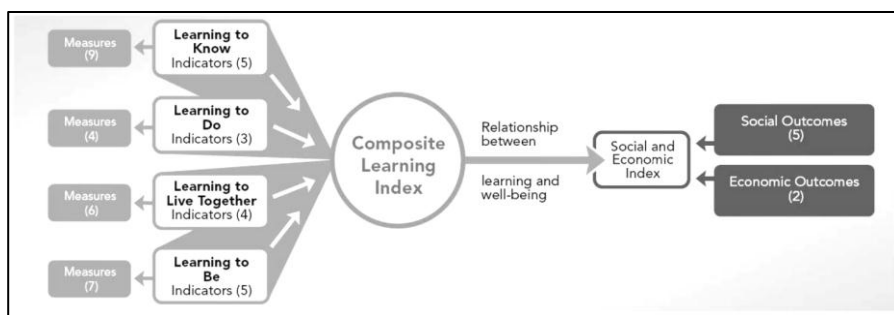 Measures
(9)
Learning to
Know
Indicators (5)
Measures
(4)
Learning to
Do
Indicators (3)
Measures
(6)
Learning to
Live Together
Indicators (4)
Measures
(7)
Learning to
Be
Indicators (5)
Composite
Learning
Index
Relationship
between
learning and
well-being
Social and
Economic
Index
Social Outcomes
(5)
Economic Outcomes
(2)